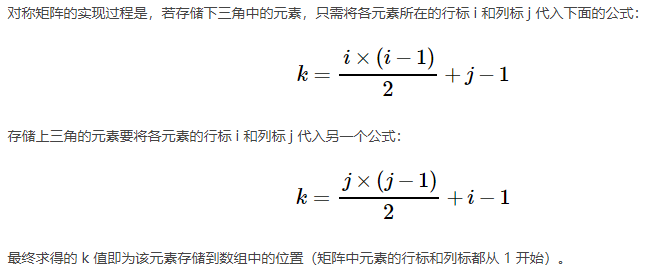 对称矩阵的实现过程是，若存储下三角中的元素，只需将各元素所在的行标 i 和列标 j 代入下面的公式：
k = \frac{i × (i − 1)}{2} + j − 1
存储上三角的元素要将各元素的行标 i 和列标 j 代入另一个公式：
k = \frac{j × (j − 1)}{2} + i − 1
最终求得的 k 值即为该元素存储到数组中的位置（矩阵中元素的行标和列标都从 1 开始）。